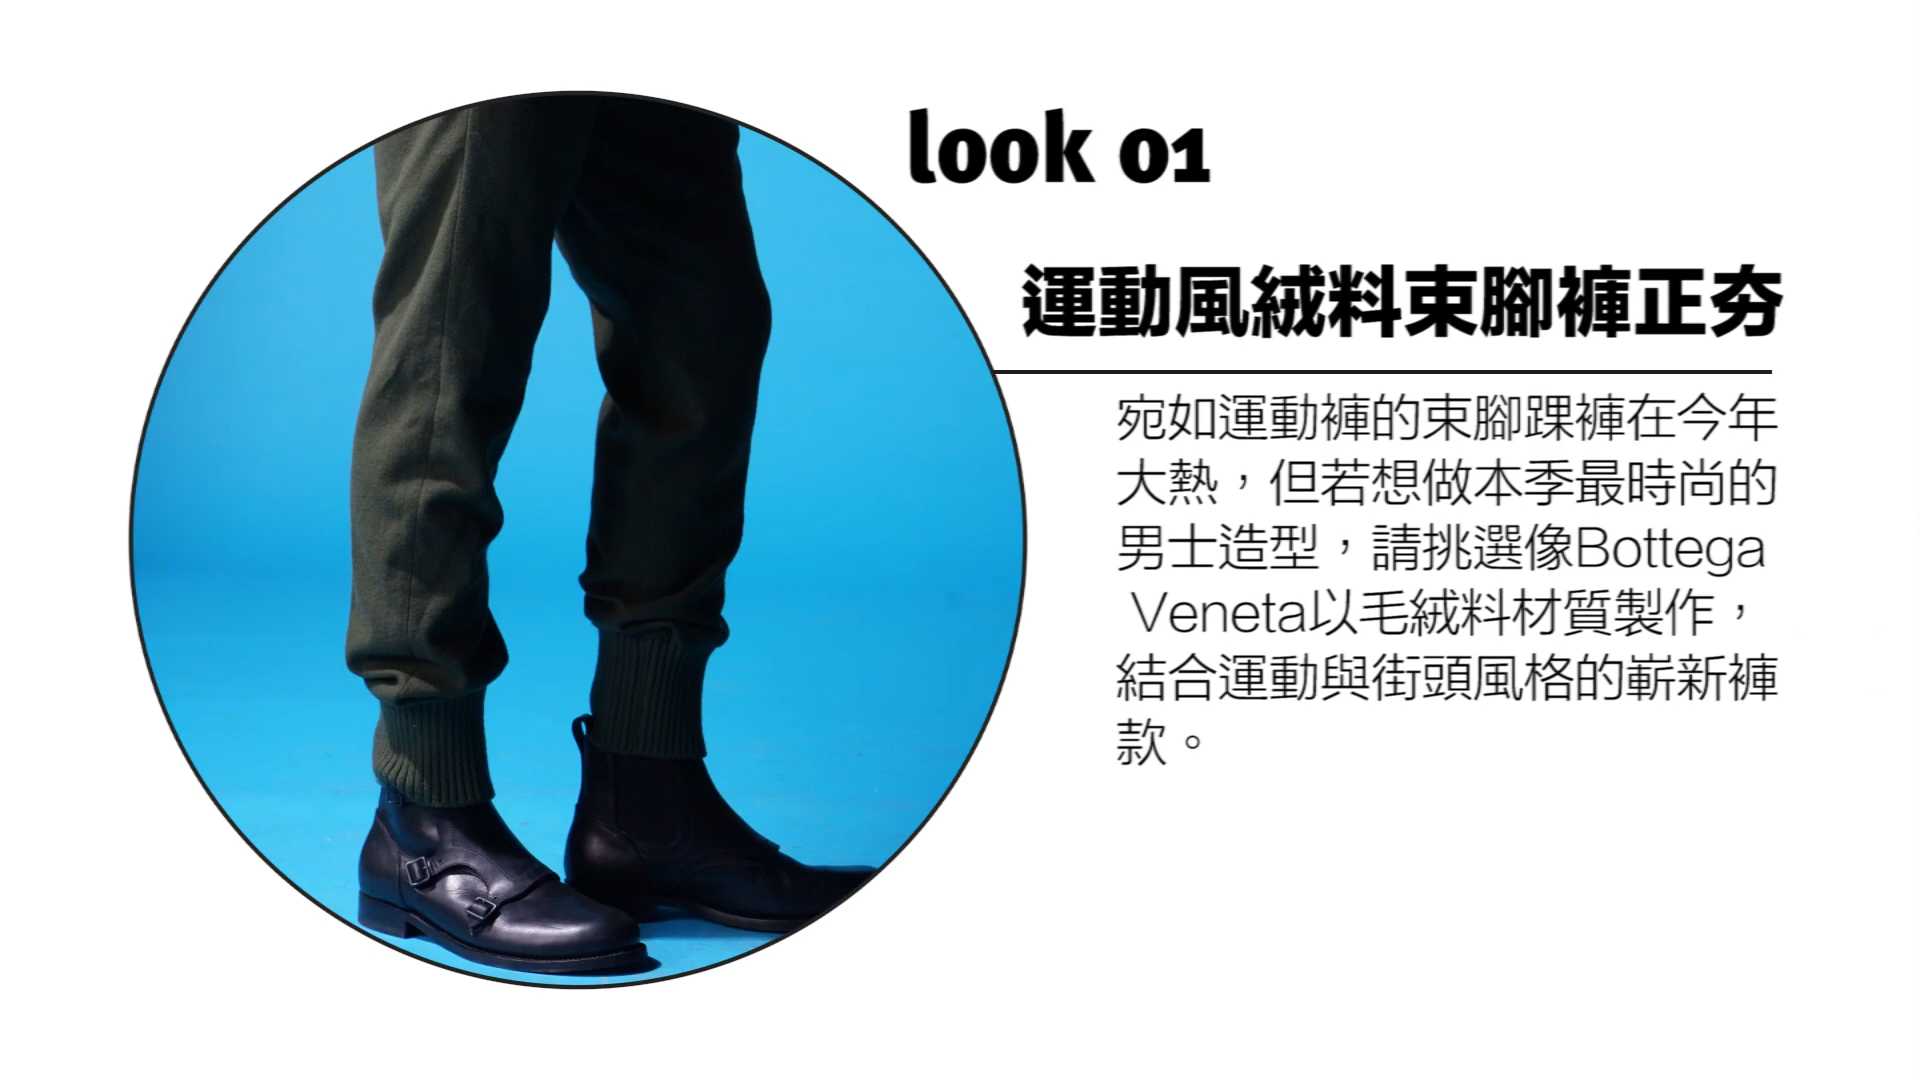 look 01
運動風絨料束腳褲正夯
宛如運動褲的束腳踝褲在今年
大熱，但若想做本季最時尚的
男士造型，請挑選像Bottega
Veneta以毛絨料材質製作，
結合運動與街頭風格的嶄新褲
款。